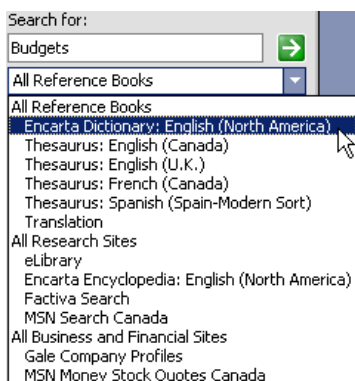 Search for:
Budgets
All Reference Books
All Reference Books
Encarta Dictionary: English (North America)
Thesaurus: English (Canada)
Thesaurus: English (U.K.)
Thesaurus: French (Canada)
Thesaurus: Spanish (Spain-Modern Sort)
Translation
All Research Sites
eLibrary
Encarta Encyclopedia: English (North America)
Factiva Search
MSN Search Canada
All Business and Financial Sites
Gale Company Profiles
MSN Money Stock Quotes Canada